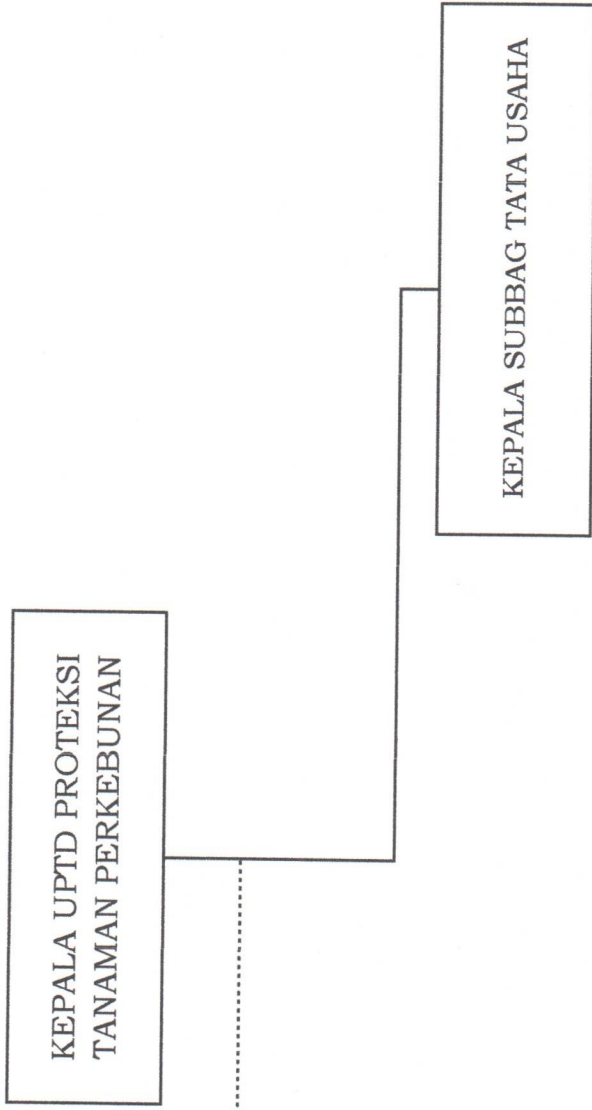 KEPALA UPTD PROTEKSI
TANAMAN PERKEBUNAN
KEPALA SUBBAG TATA USAHA